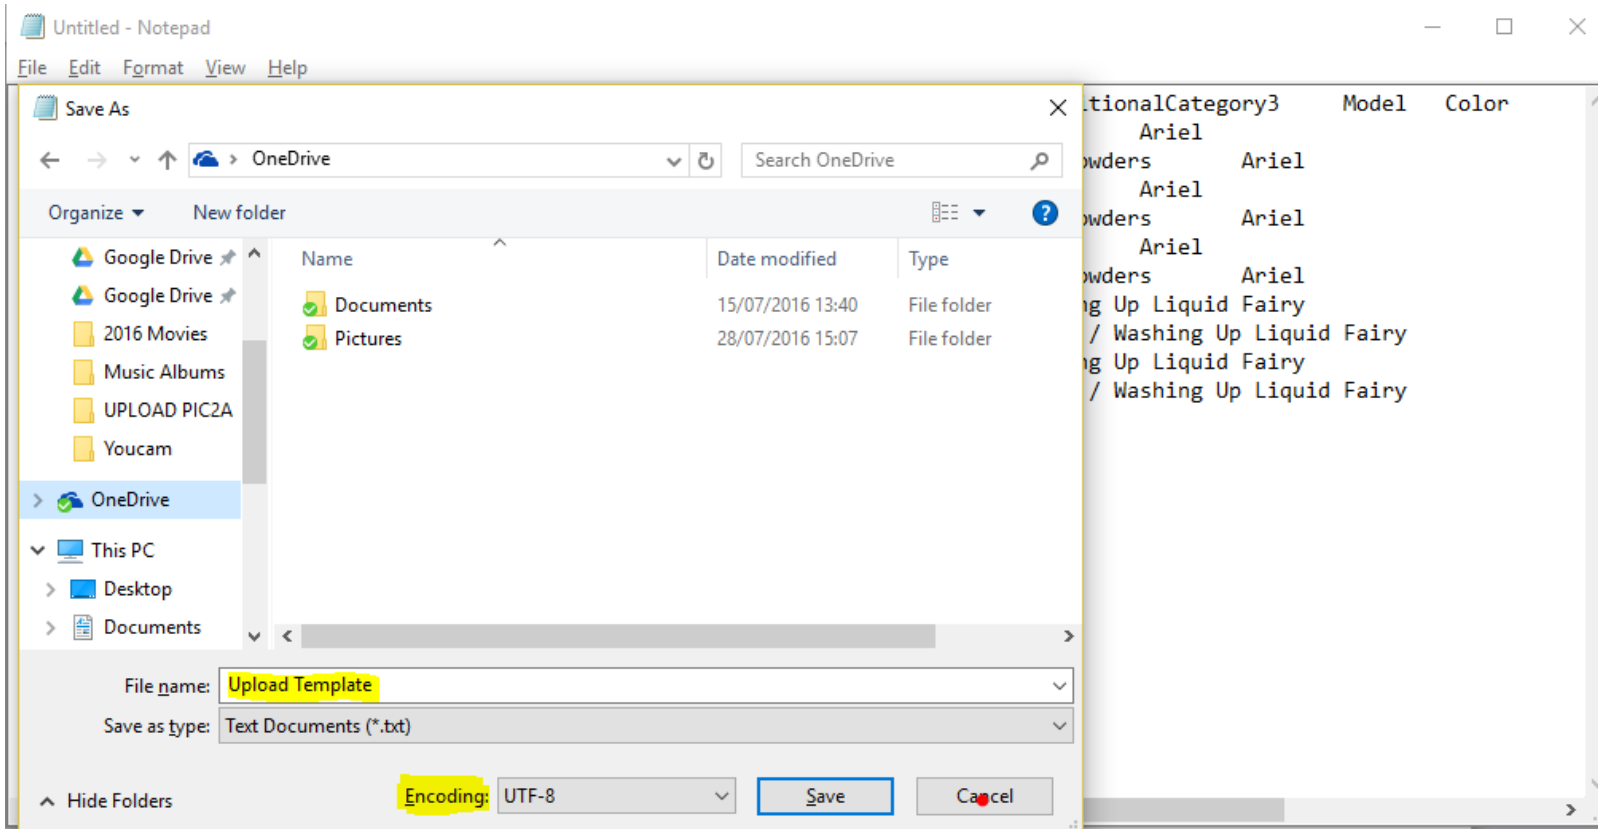 Untitled - Notepad
File Edit Format View Help
Save As
OneDrive
Search OneDrive
Organize New folder
Google Drive
Google Drive
2016 Movies
Music Albums
UPLOAD PIC2A
Youcam
OneDrive
This PC
Desktop
Documents
Name Date modified Type
Documents 15/07/2016 13:40 File folder
Pictures 28/07/2016 15:07 File folder
File name: Upload Template
Save as type: Text Documents (*.txt)
Hide Folders
Encoding: UTF-8
Save Cancel
tionalCategory3 Model Color
Ariel
wders Ariel
Ariel
wders Ariel
Ariel
wders Ariel
g Up Liquid Fairy
/ Washing Up Liquid Fairy
g Up Liquid Fairy
/ Washing Up Liquid Fairy